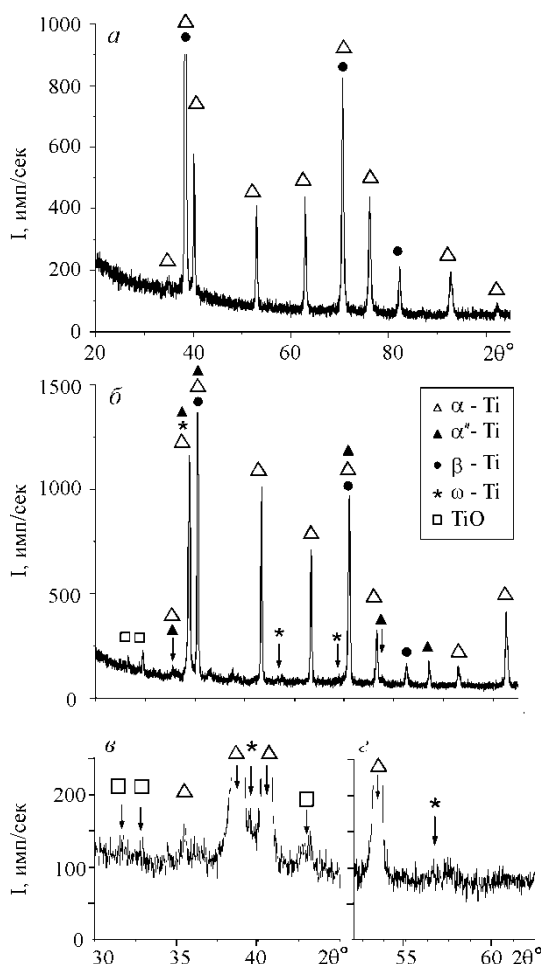 а
I, имп/сек
1000
800
600
400
200
0
20 40 60 80 2θ°
б
I, имп/сек
1500
1000
500
0
α - Ti
α" - Ti
β - Ti
ω - Ti
TiO
в
г
I, имп/сек
200
100
0
30 35 40 2θ° 55 60 2θ°